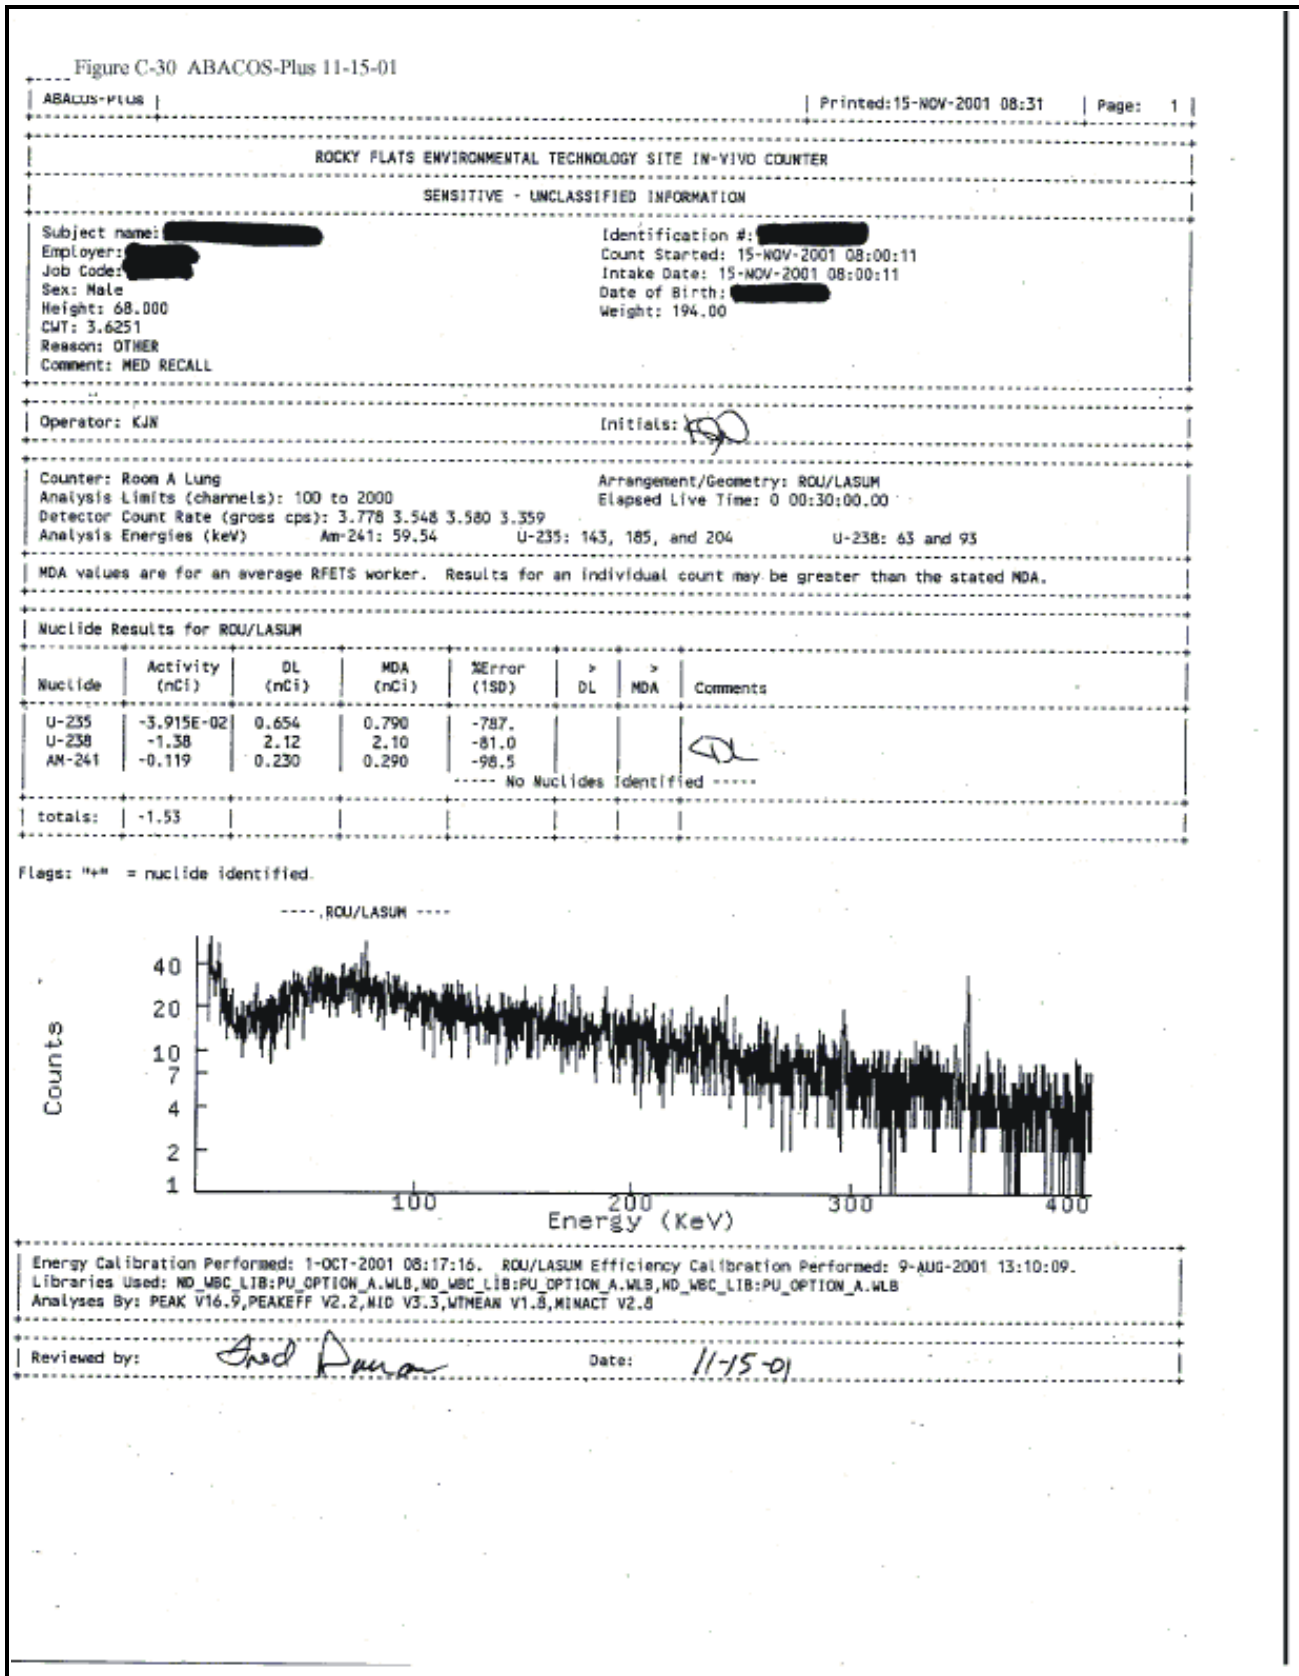 Figure C-30 ABACOS-Plus 11-15-01
ABACOS-PLUS Printed:15-NOV-2001 08:31 Page: 1
ROCKY FLATS ENVIRONMENTAL TECHNOLOGY SITE IN-VIVO COUNTER
SENSITIVE - UNCLASSIFIED INFORMATION
Subject name: Identification #:
Employer: Count Started: 15-NOV-2001 08:00:11
Job Code: Intake Date: 15-NOV-2001 08:00:11
Sex: Male Date of Birth:
Height: 68.000 Weight: 194.00
CWT: 3.6251
Reason: OTHER
Comment: MED RECALL
Operator: KJW Initials:
Counter: Room A Lung Arrangement/Geometry: ROU/LASUM
Analysis Limits (channels): 100 to 2000 Elapsed Live Time: 0 00:30:00.00
Detector Count Rate (gross cps): 3.778 3.548 3.580 3.359
Analysis Energies (keV) Am-241: 59.54 U-235: 143, 185, and 204 U-238: 63 and 93
MDA values are for an average RFETS worker. Results for an individual count may be greater than the stated MDA.
Nuclide Results for ROU/LASUM
Activity DL MDA %Error > >
Nuclide (nCi) (nCi) (nCi) (1SD) DL MDA Comments
U-235 -3.915E-02 0.654 0.790 -787.
U-238 -1.38 2.12 2.10 -81.0
AM-241 -0.119 0.230 0.290 -98.5
----- No Nuclides Identified -----
totals: -1.53
Flags: "+" = nuclide identified.
---- ROU/LASUM ----
40
20
10
7
4
2
1
Counts
100 200 300 400
Energy (KeV)
Energy Calibration Performed: 1-OCT-2001 08:17:16. ROU/LASUM Efficiency Calibration Performed: 9-AUG-2001 13:10:09.
Libraries Used: ND_WBC_LIB:PU_OPTION_A.WLB,ND_WBC_LIB:PU_OPTION_A.WLB,ND_WBC_LIB:PU_OPTION_A.WLB
Analyses By: PEAK V16.9,PEAKEFF V2.2,NID V3.3,WTMEAN V1.8,MINACT V2.8
Reviewed by: Date: 11-15-01